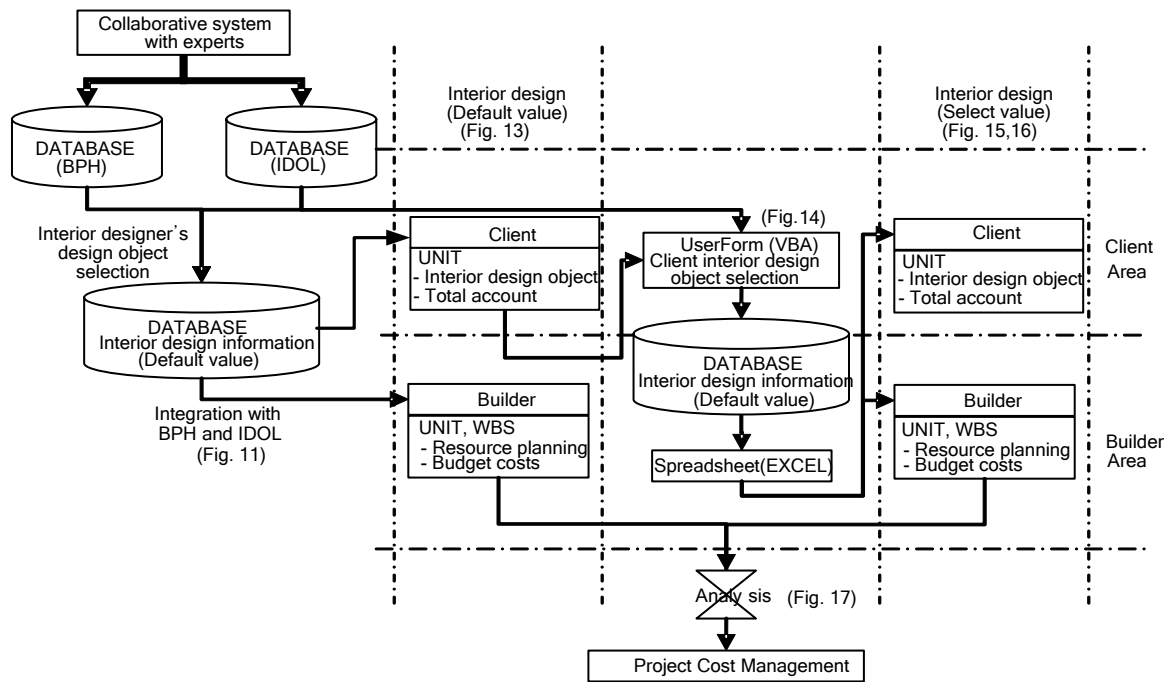 Collaborative system
with experts
DATABASE
(BPH)
DATABASE
(IDOL)
Interior design
(Default value)
(Fig. 13)
Interior design
(Select value)
(Fig. 15,16)
Interior designer's
design object
selection
DATABASE
Interior design information
(Default value)
Integration with
BPH and IDOL
(Fig. 11)
Client
UNIT
- Interior design object
- Total account
Builder
UNIT, WBS
- Resource planning
- Budget costs
(Fig.14)
UserForm (VBA)
Client interior design
object selection
DATABASE
Interior design information
(Default value)
Spreadsheet(EXCEL)
Client
UNIT
- Interior design object
- Total account
Builder
UNIT, WBS
- Resource planning
- Budget costs
Client
Area
Builder
Area
Analy sis
(Fig. 17)
Project Cost Management